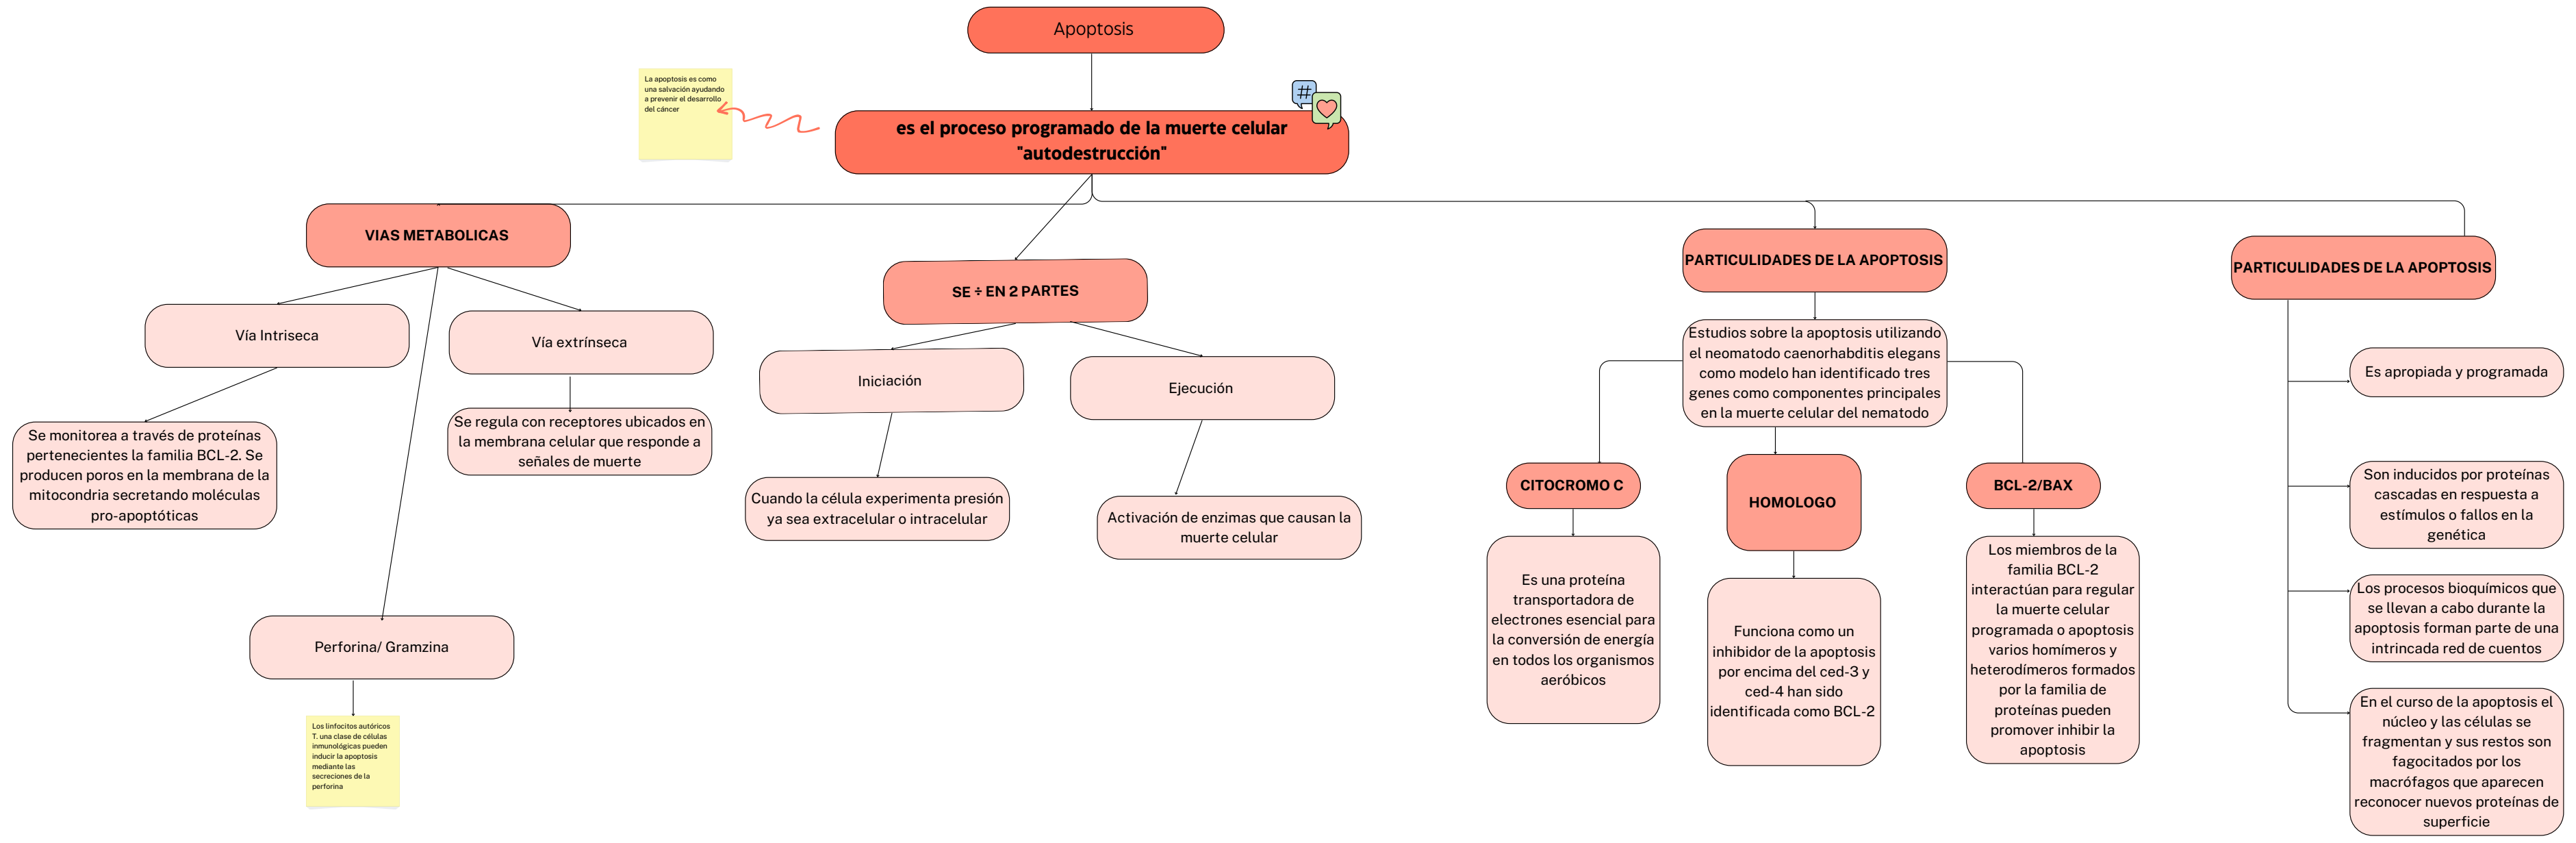 Apoptosis
La apoptosis es como
una salvación ayudando
a prevenir el desarrollo
del cáncer
#
es el proceso programado de la muerte celular
"autodestrucción"
VIAS METABOLICAS
Vía Intriseca
Se monitorea a través de proteínas
pertenecientes la familia BCL-2. Se
producen poros en la membrana de la
mitocondria secretando moléculas
pro-apoptóticas
Vía extrínseca
Se regula con receptores ubicados en
la membrana celular que responde a
señales de muerte
Perforina/ Gramzina
Los linfocitos autóricos
T. una clase de células
inmunológicas pueden
inducir la apoptosis
mediante las
secreciones de la
perforina
SE ÷ EN 2 PARTES
Iniciación
Cuando la célula experimenta presión
ya sea extracelular o intracelular
Ejecución
Activación de enzimas que causan la
muerte celular
PARTICULIDADES DE LA APOPTOSIS
Estudios sobre la apoptosis utilizando
el neomatodo caenorhabditis elegans
como modelo han identificado tres
genes como componentes principales
en la muerte celular del nematodo
CITOCROMO C
Es una proteína
transportadora de
electrones esencial para
la conversión de energía
en todos los organismos
aeróbicos
HOMOLOGO
Funciona como un
inhibidor de la apoptosis
por encima del ced-3 y
ced-4 han sido
identificada como BCL-2
BCL-2/BAX
Los miembros de la
familia BCL-2
interactúan para regular
la muerte celular
programada o apoptosis
varios homímeros y
heterodímeros formados
por la familia de
proteínas pueden
promover inhibir la
apoptosis
PARTICULIDADES DE LA APOPTOSIS
Es apropiada y programada
Son inducidos por proteínas
cascadas en respuesta a
estímulos o fallos en la
genética
Los procesos bioquímicos que
se llevan a cabo durante la
apoptosis forman parte de una
intrincada red de cuentos
En el curso de la apoptosis el
núcleo y las células se
fragmentan y sus restos son
fagocitados por los
macrófagos que aparecen
reconocer nuevos proteínas de
superficie